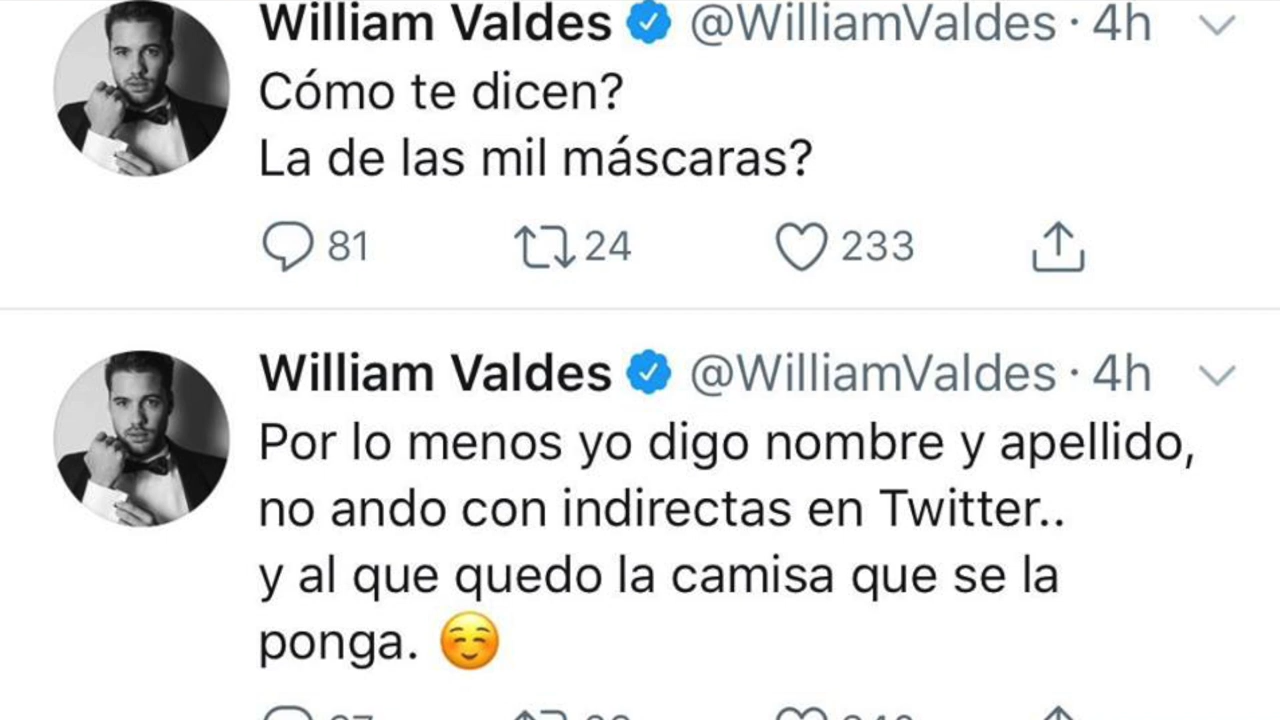 William Valdes @WilliamValdes · 4h
Cómo te dicen?
La de las mil máscaras?
81 24 233
William Valdes @WilliamValdes · 4h
Por lo menos yo digo nombre y apellido,
no ando con indirectas en Twitter..
y al que quedo la camisa que se la
ponga. ☺️